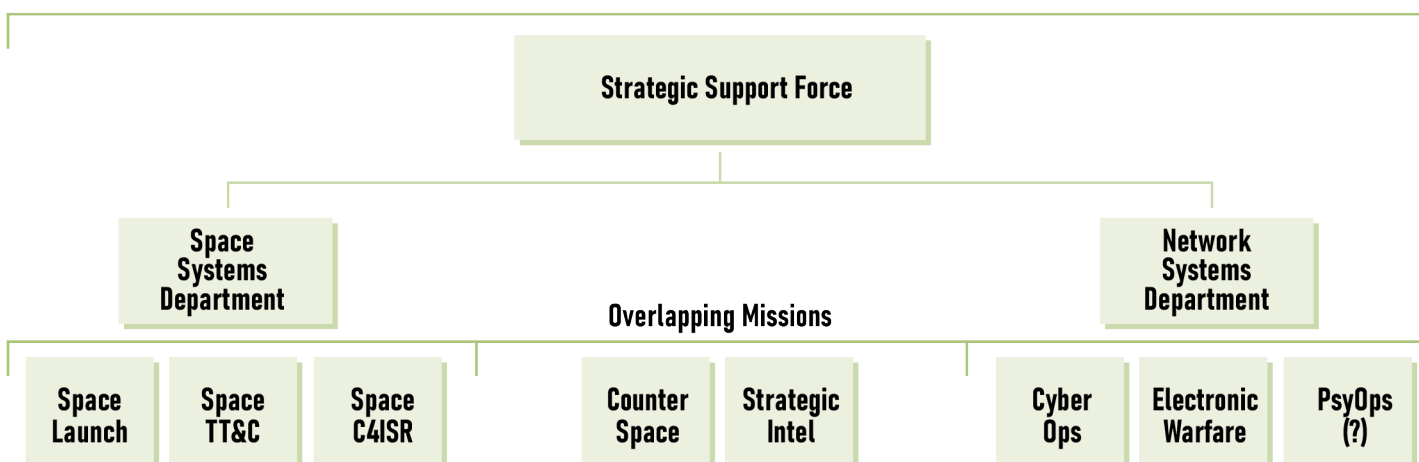 Strategic Support Force
Space
Systems
Department
Network
Systems
Department
Overlapping Missions
Space
Launch
Space
TT&C
Space
C4ISR
Counter
Space
Strategic
Intel
Cyber
Ops
Electronic
Warfare
PsyOps
(?)